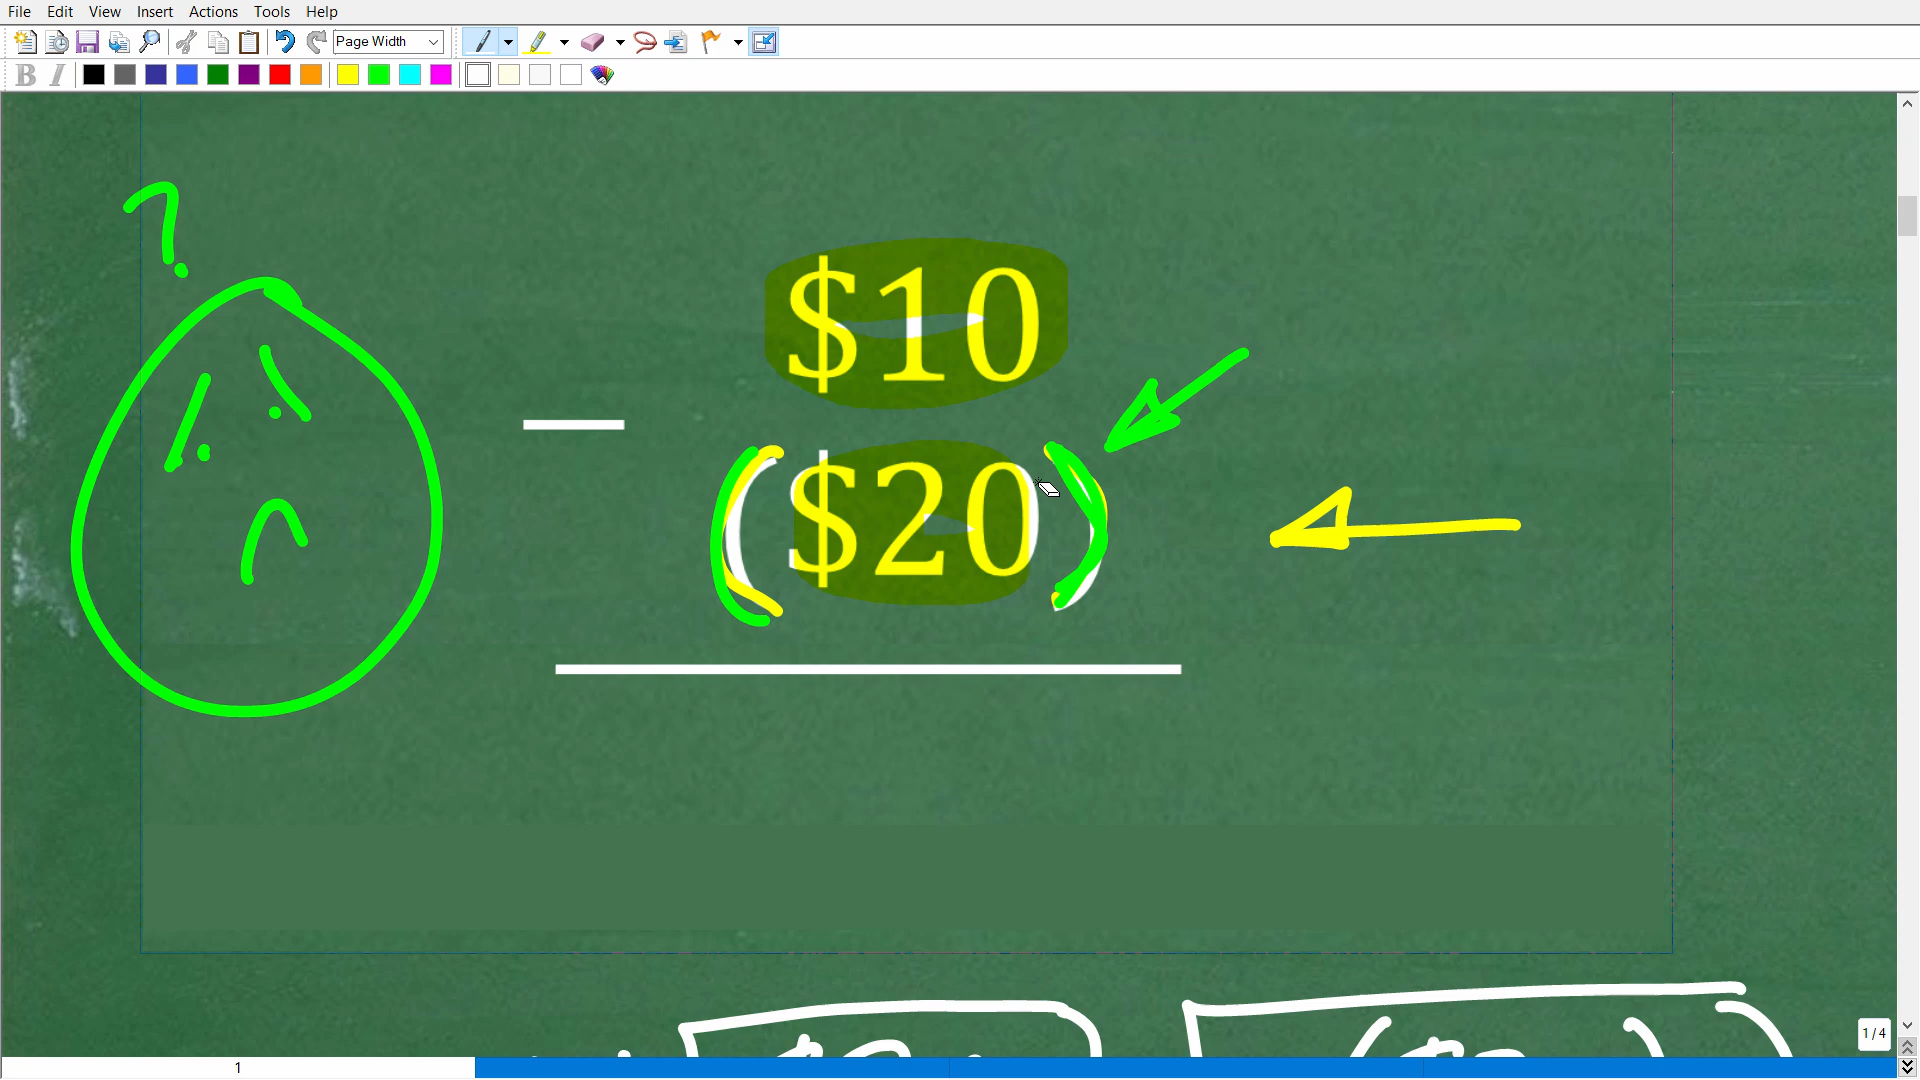 File Edit View Insert Actions Tools Help
Page Width
B I
?
$10
−
($20)
1 / 4
1